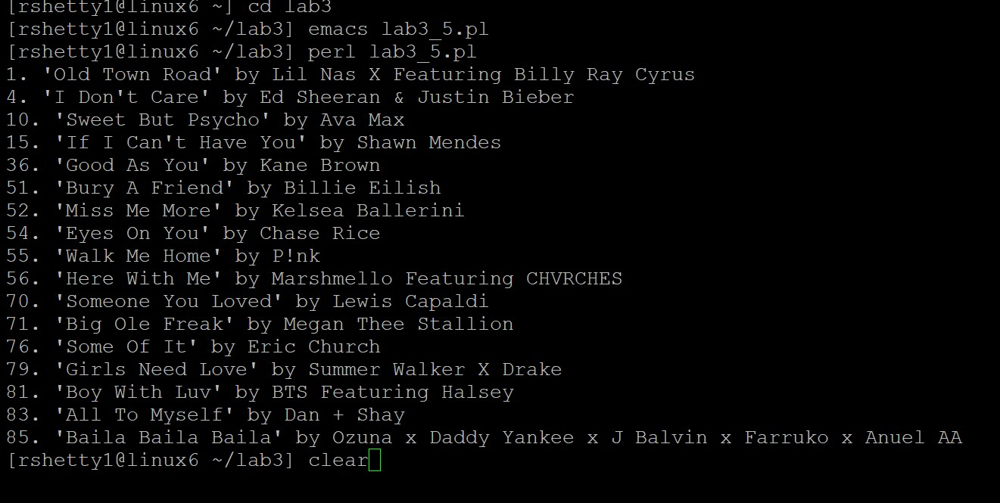 [rshetty1@linux6 ~] cd lab3
[rshetty1@linux6 ~/lab3] emacs lab3_5.pl
[rshetty1@linux6 ~/lab3] perl lab3_5.pl
1. 'Old Town Road' by Lil Nas X Featuring Billy Ray Cyrus
4. 'I Don't Care' by Ed Sheeran & Justin Bieber
10. 'Sweet But Psycho' by Ava Max
15. 'If I Can't Have You' by Shawn Mendes
36. 'Good As You' by Kane Brown
51. 'Bury A Friend' by Billie Eilish
52. 'Miss Me More' by Kelsea Ballerini
54. 'Eyes On You' by Chase Rice
55. 'Walk Me Home' by P!nk
56. 'Here With Me' by Marshmello Featuring CHVRCHES
70. 'Someone You Loved' by Lewis Capaldi
71. 'Big Ole Freak' by Megan Thee Stallion
76. 'Some Of It' by Eric Church
79. 'Girls Need Love' by Summer Walker X Drake
81. 'Boy With Luv' by BTS Featuring Halsey
83. 'All To Myself' by Dan + Shay
85. 'Baila Baila Baila' by Ozuna x Daddy Yankee x J Balvin x Farruko x Anuel AA
[rshetty1@linux6 ~/lab3] clear